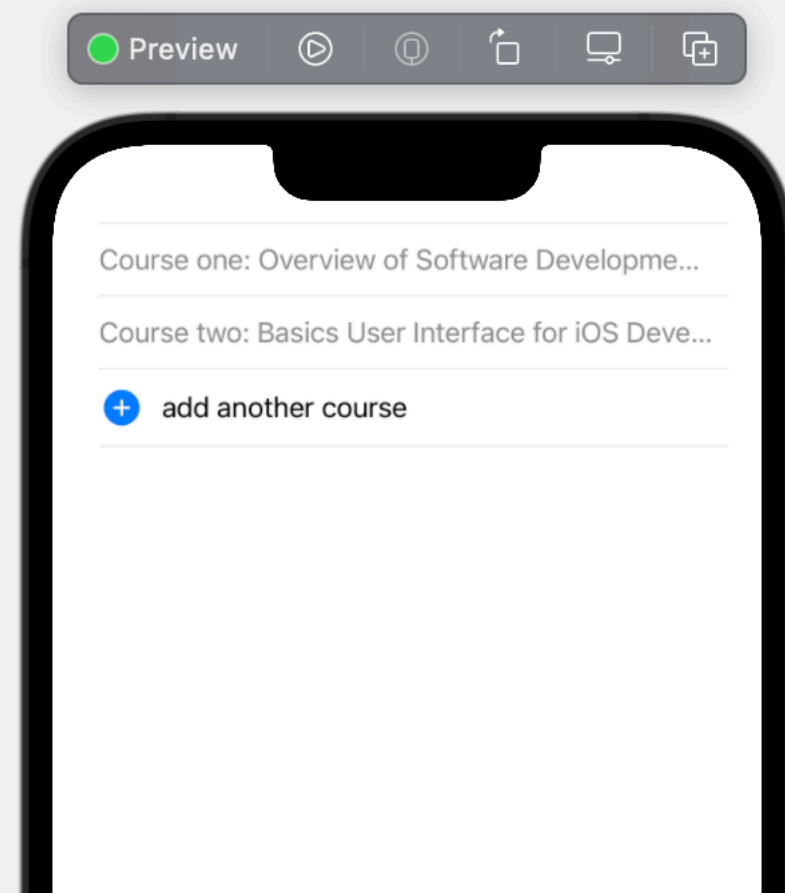 Preview
Course one: Overview of Software Developme...
Course two: Basics User Interface for iOS Deve...
add another course